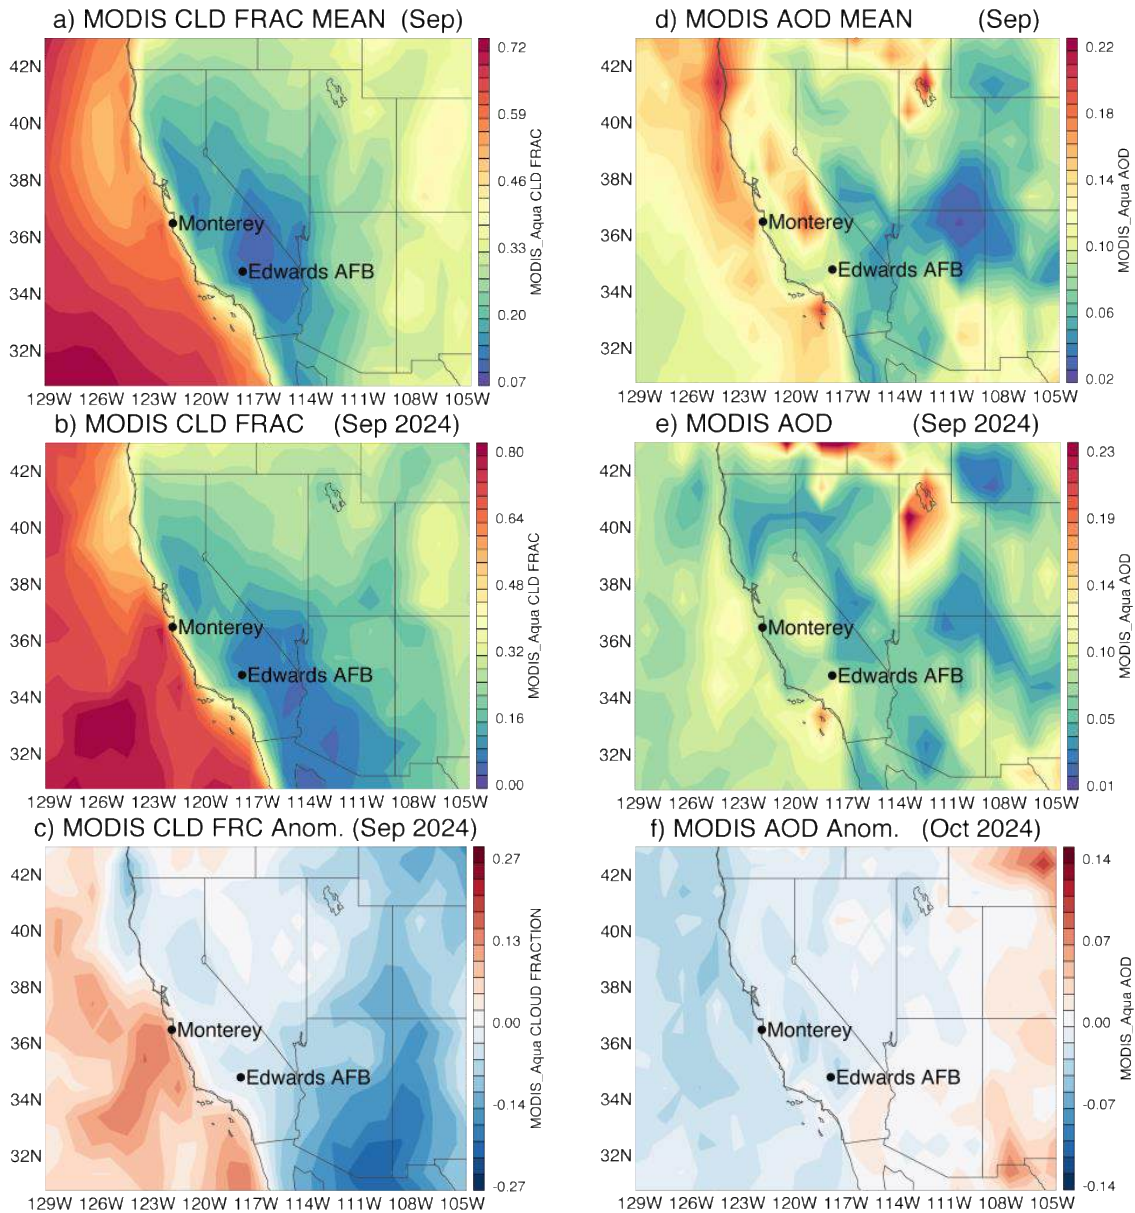 a) MODIS CLD FRAC MEAN (Sep)
42N
40N
38N
36N
34N
32N
129W 126W 123W 120W 117W 114W 111W 108W 105W
Monterey
Edwards AFB
0.72
0.59
0.46
0.33
0.20
0.07
MODIS_Aqua CLD FRAC
d) MODIS AOD MEAN (Sep)
42N
40N
38N
36N
34N
32N
129W 126W 123W 120W 117W 114W 111W 108W 105W
Monterey
Edwards AFB
0.22
0.18
0.14
0.10
0.06
0.02
MODIS_Aqua AOD
b) MODIS CLD FRAC (Sep 2024)
42N
40N
38N
36N
34N
32N
129W 126W 123W 120W 117W 114W 111W 108W 105W
Monterey
Edwards AFB
0.80
0.64
0.48
0.32
0.16
0.00
MODIS_Aqua CLD FRAC
e) MODIS AOD (Sep 2024)
42N
40N
38N
36N
34N
32N
129W 126W 123W 120W 117W 114W 111W 108W 105W
Monterey
Edwards AFB
0.23
0.19
0.14
0.10
0.05
0.01
MODIS_Aqua AOD
c) MODIS CLD FRC Anom. (Sep 2024)
42N
40N
38N
36N
34N
32N
129W 126W 123W 120W 117W 114W 111W 108W 105W
Monterey
Edwards AFB
0.27
0.13
0.00
-0.14
-0.27
MODIS_Aqua CLOUD FRACTION
f) MODIS AOD Anom. (Oct 2024)
42N
40N
38N
36N
34N
32N
129W 126W 123W 120W 117W 114W 111W 108W 105W
Monterey
Edwards AFB
0.14
0.07
0.00
-0.07
-0.14
MODIS_Aqua AOD